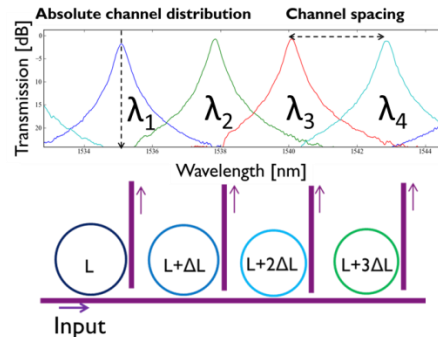 Absolute channel distribution
Channel spacing
Transmission [dB]
0
5
10
15
20
λ1
λ2
λ3
λ4
1534
1536
1538
1540
1542
1544
Wavelength [nm]
L
L+ΔL
L+2ΔL
L+3ΔL
Input